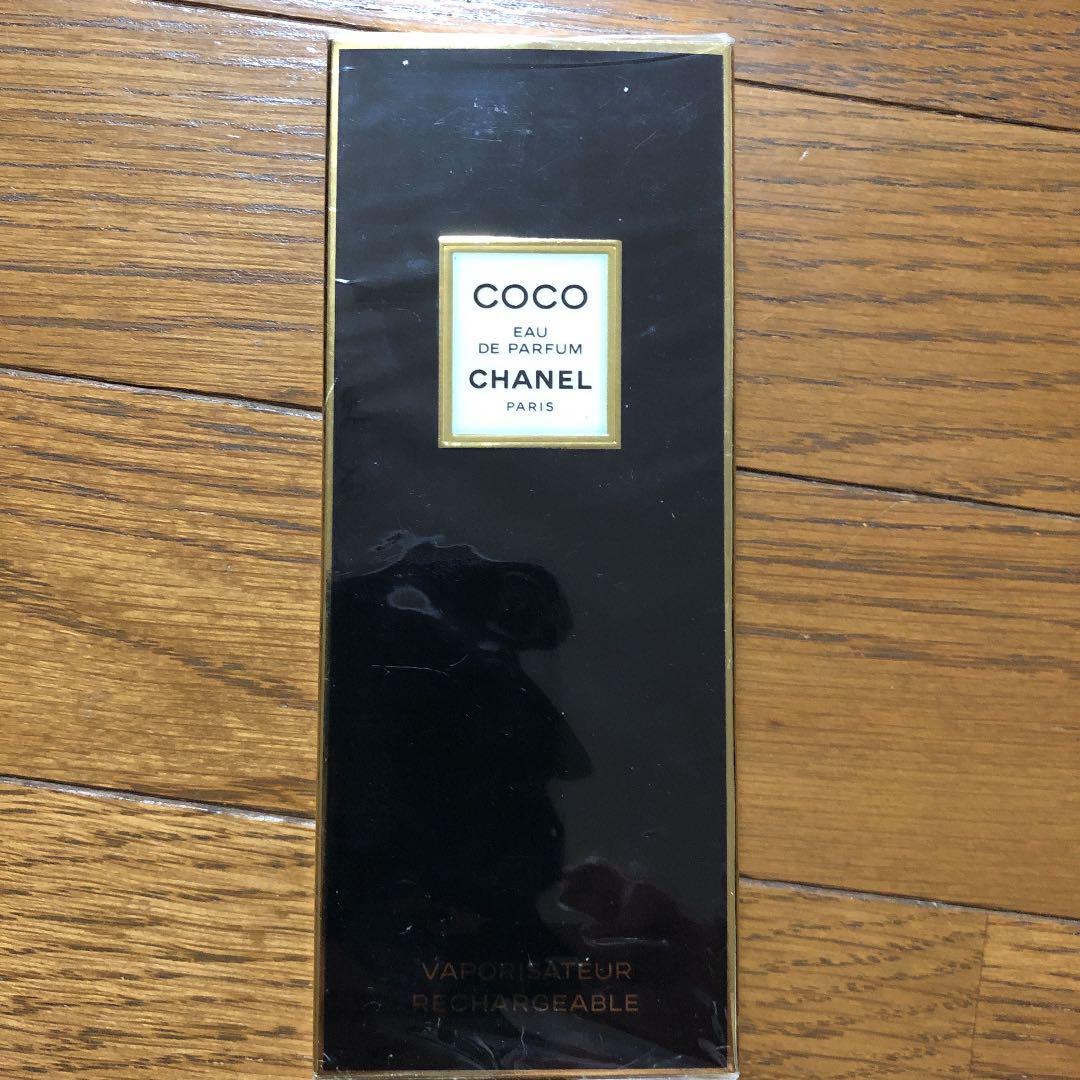 COCO
EAU
DE PARFUM
CHANEL
PARIS
VAPORISATEUR
RECHARGEABLE